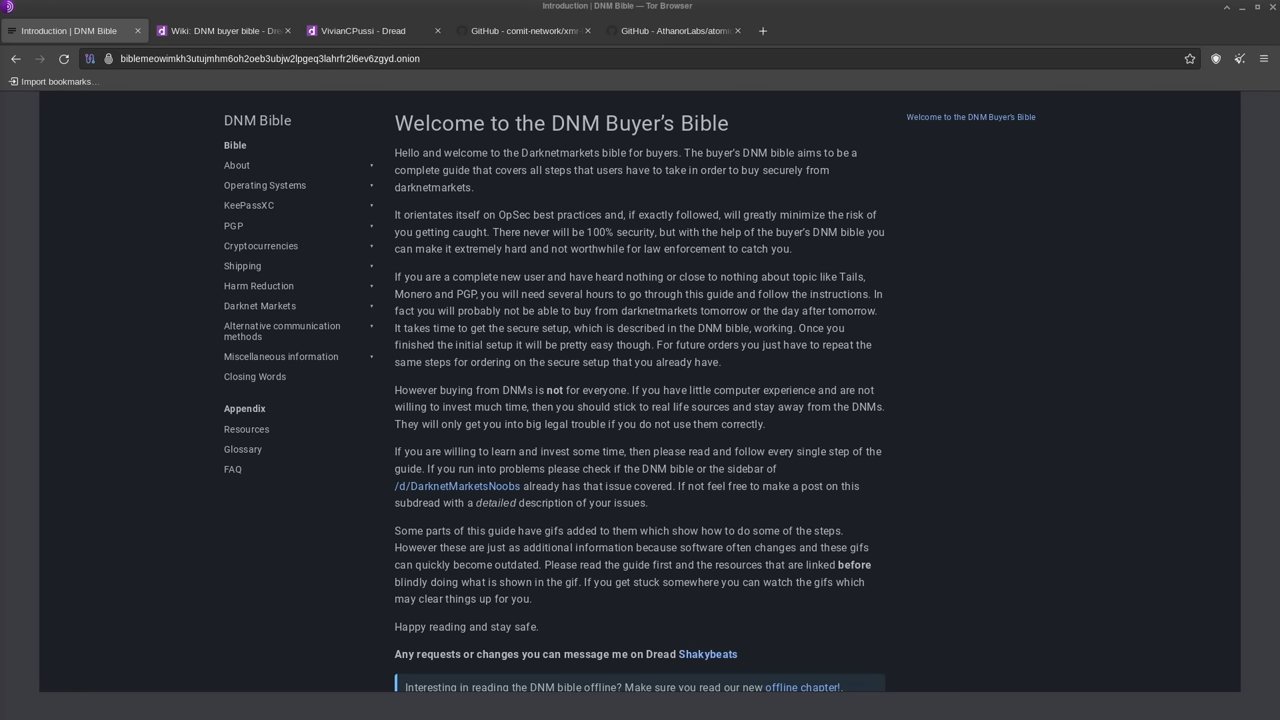 Introduction | DNM Bible — Tor Browser
Introduction | DNM Bible
Wiki: DNM buyer bible - Dre
VivianCPussi - Dread
GitHub - comit-network/xm
GitHub - AthanorLabs/atomi
biblemeowimkh3utujmhm6oh2oeb3ubjw2lpgeq3lahrfr2l6ev6zgyd.onion
Import bookmarks…
DNM Bible
Bible
About
Operating Systems
KeePassXC
PGP
Cryptocurrencies
Shipping
Harm Reduction
Darknet Markets
Alternative communication
methods
Miscellaneous information
Closing Words
Appendix
Resources
Glossary
FAQ
Welcome to the DNM Buyer's Bible
Hello and welcome to the Darknetmarkets bible for buyers. The buyer's DNM bible aims to be a
complete guide that covers all steps that users have to take in order to buy securely from
darknetmarkets.
It orientates itself on OpSec best practices and, if exactly followed, will greatly minimize the risk of
you getting caught. There never will be 100% security, but with the help of the buyer's DNM bible you
can make it extremely hard and not worthwhile for law enforcement to catch you.
If you are a complete new user and have heard nothing or close to nothing about topic like Tails,
Monero and PGP, you will need several hours to go through this guide and follow the instructions. In
fact you will probably not be able to buy from darknetmarkets tomorrow or the day after tomorrow.
It takes time to get the secure setup, which is described in the DNM bible, working. Once you
finished the initial setup it will be pretty easy though. For future orders you just have to repeat the
same steps for ordering on the secure setup that you already have.
However buying from DNMs is not for everyone. If you have little computer experience and are not
willing to invest much time, then you should stick to real life sources and stay away from the DNMs.
They will only get you into big legal trouble if you do not use them correctly.
If you are willing to learn and invest some time, then please read and follow every single step of the
guide. If you run into problems please check if the DNM bible or the sidebar of
/d/DarknetMarketsNoobs already has that issue covered. If not feel free to make a post on this
subdread with a detailed description of your issues.
Some parts of this guide have gifs added to them which show how to do some of the steps.
However these are just as additional information because software often changes and these gifs
can quickly become outdated. Please read the guide first and the resources that are linked before
blindly doing what is shown in the gif. If you get stuck somewhere you can watch the gifs which
may clear things up for you.
Happy reading and stay safe.
Any requests or changes you can message me on Dread Shakybeats
Interesting in reading the DNM bible offline? Make sure you read our new offline chapter!.
Welcome to the DNM Buyer's Bible